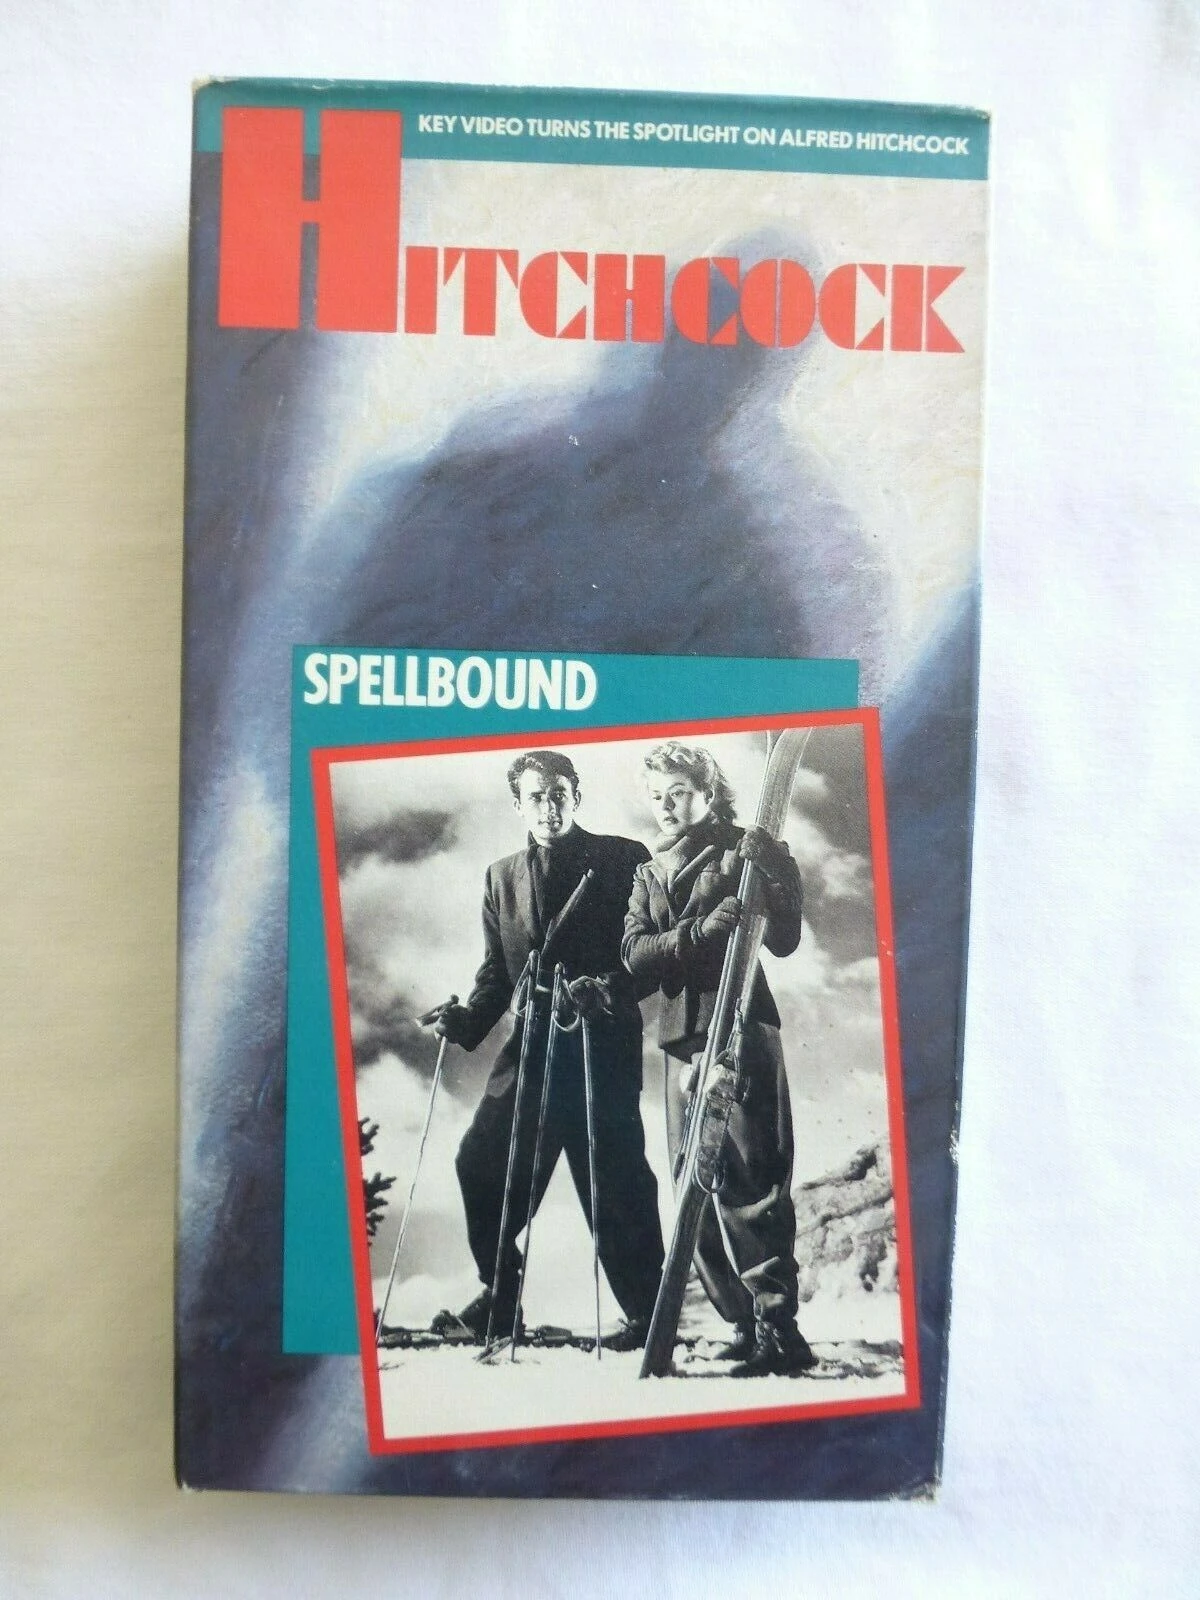 KEY VIDEO TURNS THE SPOTLIGHT ON ALFRED HITCHCOCK
HITCHCOCK
SPELLBOUND